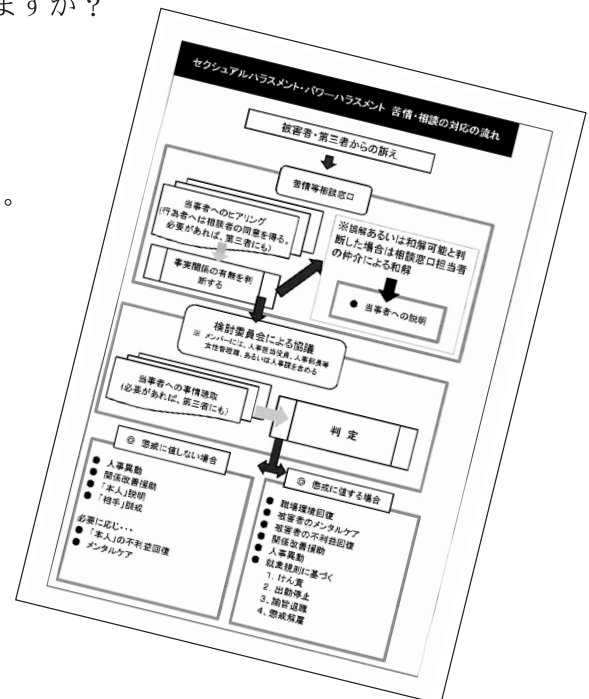 ますか？
。
セクシュアルハラスメント・パワーハラスメント 苦情・相談の対応の流れ
被害者・第三者からの訴え
苦情等相談窓口
当事者へのヒアリング
(行為者へは相談者の同意を得る。
必要があれば、第三者にも)
事実関係の有無を判
断する
※誤解あるいは和解可能と判
断した場合は相談窓口担当者
の仲介による和解
● 当事者への説明
検討委員会による協議
※ メンバーには、人事担当役員、人事部長等
女性管理職、あるいは人事課を含める
当事者への事情聴取
(必要があれば、第三者にも)
判 定
◎ 懲戒に値しない場合
● 人事異動
● 関係改善援助
● 「本人」説明
● 「相手」訓戒
必要に応じ・・・
● 「本人」の不利益回復
● メンタルケア
◎ 懲戒に値する場合
● 職場環境回復
● 被害者のメンタルケア
● 被害者の不利益回復
● 関係改善援助
● 人事異動
● 就業規則に基づく
1. けん責
2. 出勤停止
3、諭旨退職
4、懲戒解雇